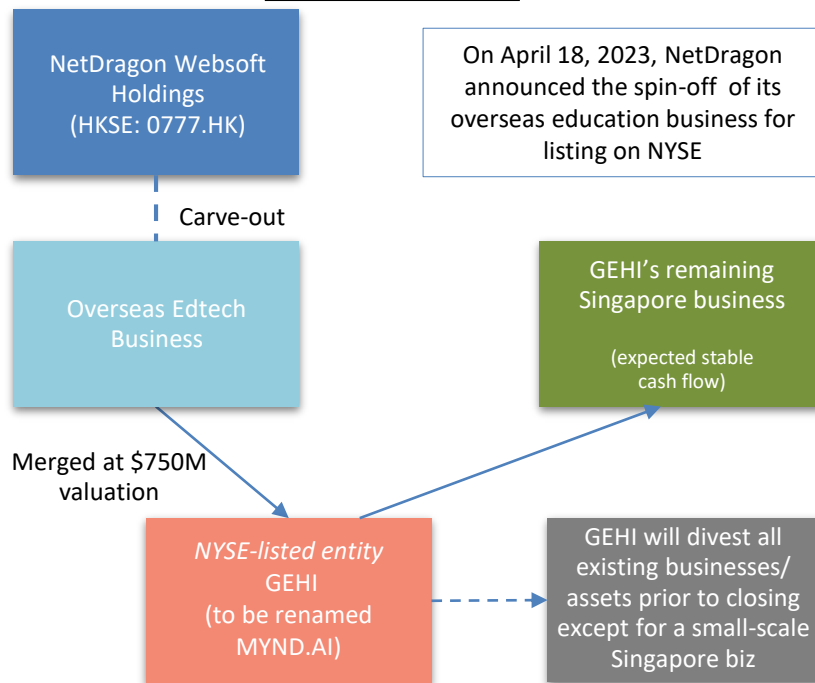 NetDragon Websoft
Holdings
(HKSE: 0777.HK)
On April 18, 2023, NetDragon
announced the spin-off of its
overseas education business for
listing on NYSE
Carve-out
Overseas Edtech
Business
GEHI’s remaining
Singapore business
(expected stable
cash flow)
Merged at $750M
valuation
NYSE-listed entity
GEHI
(to be renamed
MYND.AI)
GEHI will divest all
existing businesses/
assets prior to closing
except for a small-scale
Singapore biz